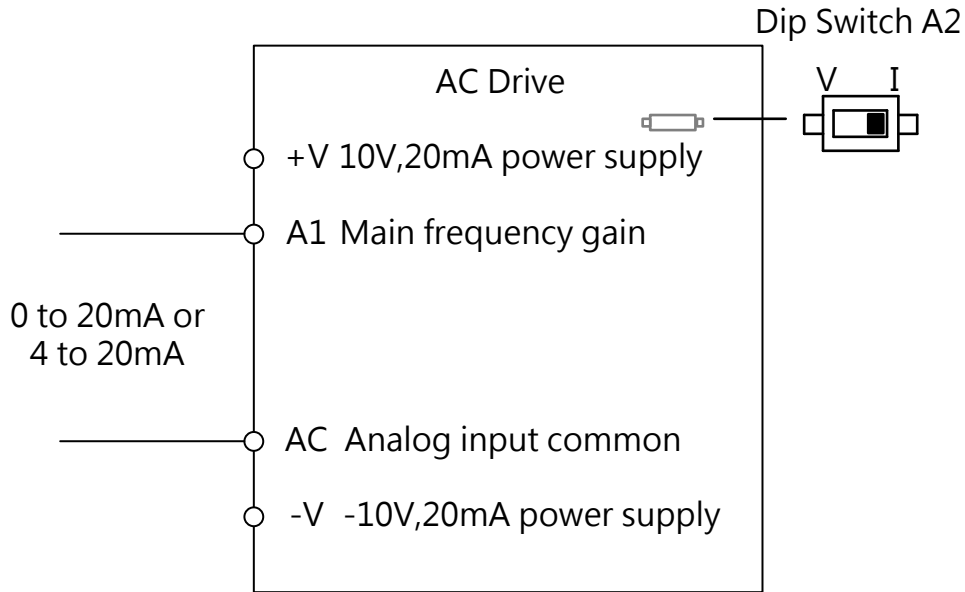 Dip Switch A2
V I
AC Drive
+V 10V,20mA power supply
A1 Main frequency gain
0 to 20mA or
4 to 20mA
AC Analog input common
-V -10V,20mA power supply